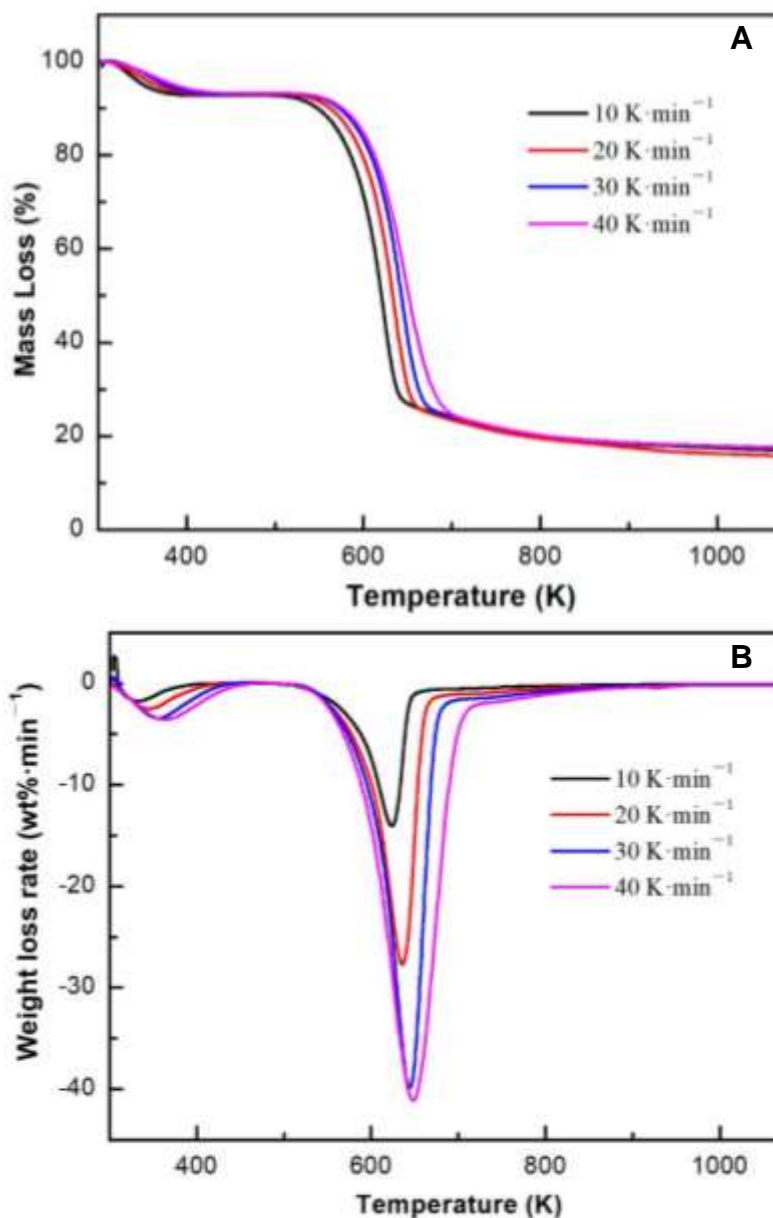 A
100
80
60
40
20
0
Mass Loss (%)
10 K·min⁻¹
20 K·min⁻¹
30 K·min⁻¹
40 K·min⁻¹
400 600 800 1000
Temperature (K)
B
0
-10
-20
-30
-40
Weight loss rate (wt%·min⁻¹)
10 K·min⁻¹
20 K·min⁻¹
30 K·min⁻¹
40 K·min⁻¹
400 600 800 1000
Temperature (K)